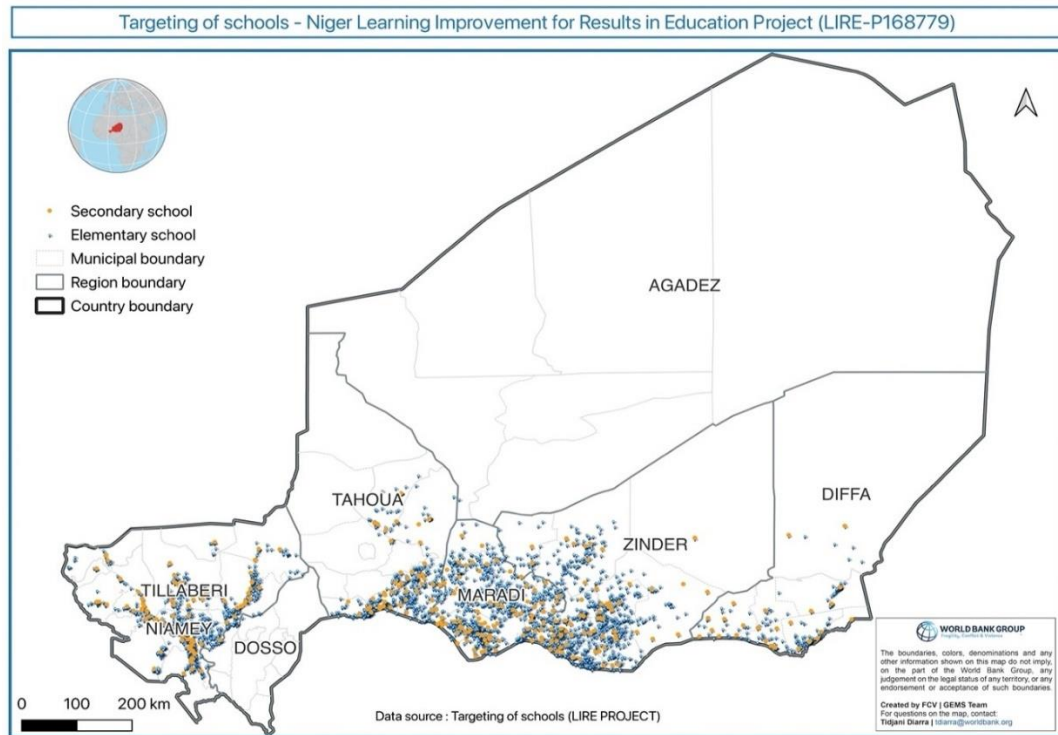 Targeting of schools - Niger Learning Improvement for Results in Education Project (LIRE-P168779)
Secondary school
Elementary school
Municipal boundary
Region boundary
Country boundary
AGADEZ
TAHOUA
DIFFA
ZINDER
TILLABERI
MARADI
NIAMEY
DOSSO
0 100 200 km
Data source : Targeting of schools (LIRE PROJECT)
WORLD BANK GROUP
Fragility, Conflict & Violence
The boundaries, colors, denominations and any
other information shown on this map do not imply,
on the part of the World Bank Group, any
judgement on the legal status of any territory, or any
endorsement or acceptance of such boundaries.
Created by FCV | GEMS Team
For questions on the map, contact:
Tidjani Diarra | tdiarra@worldbank.org